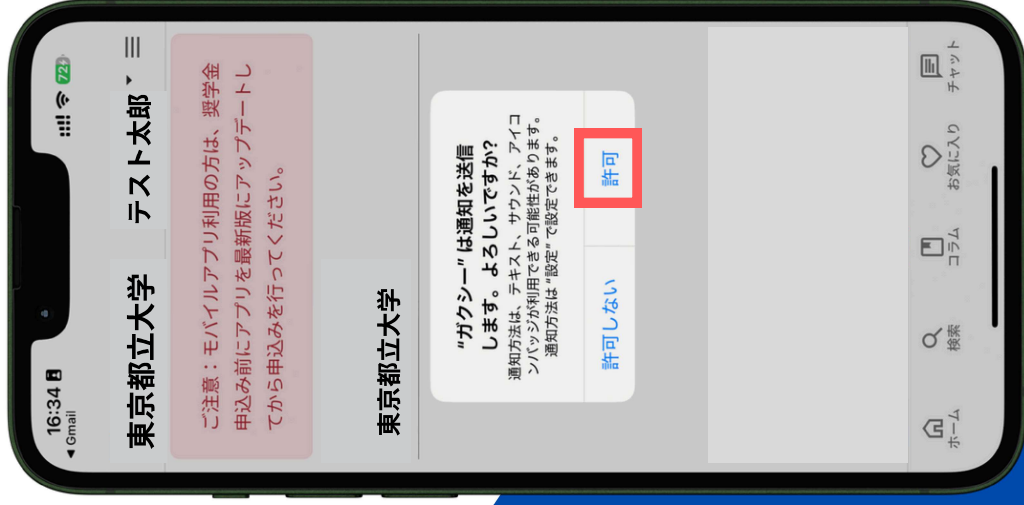 16:34
72
◀ Gmail
東京都立大学 テスト太郎
ご注意：モバイルアプリ利用の方は、奨学金
申込み前にアプリを最新版にアップデートし
てから申込みを行ってください。
東京都立大学
“ガクシー”は通知を送信
します。よろしいですか?
通知方法は、テキスト、サウンド、アイコ
ンバッジが利用できる可能性があります。
通知方法は“設定”で設定できます。
許可しない 許可
ホーム 検索 コラム お気に入り チャット